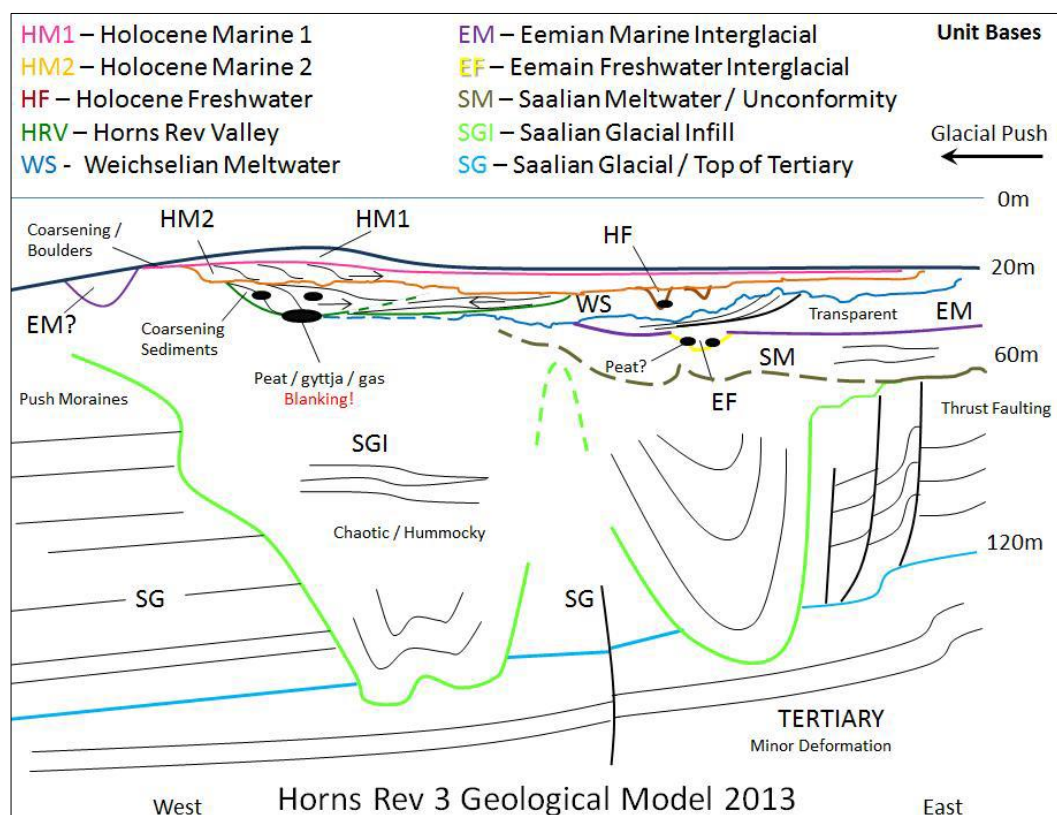 HM1 – Holocene Marine 1
HM2 – Holocene Marine 2
HF – Holocene Freshwater
HRV – Horns Rev Valley
WS - Weichselian Meltwater
EM – Eemian Marine Interglacial
EF – Eemain Freshwater Interglacial
SM – Saalian Meltwater / Unconformity
SGI – Saalian Glacial Infill
SG – Saalian Glacial / Top of Tertiary
Unit Bases
Glacial Push
0m
Coarsening /
Boulders
HM2
HM1
HF
20m
EM?
Coarsening
Sediments
WS
Transparent
EM
Peat / gyttja / gas
Blanking!
Peat?
SM
60m
EF
Push Moraines
Thrust Faulting
SGI
Chaotic / Hummocky
120m
SG
SG
TERTIARY
Minor Deformation
West
Horns Rev 3 Geological Model 2013
East